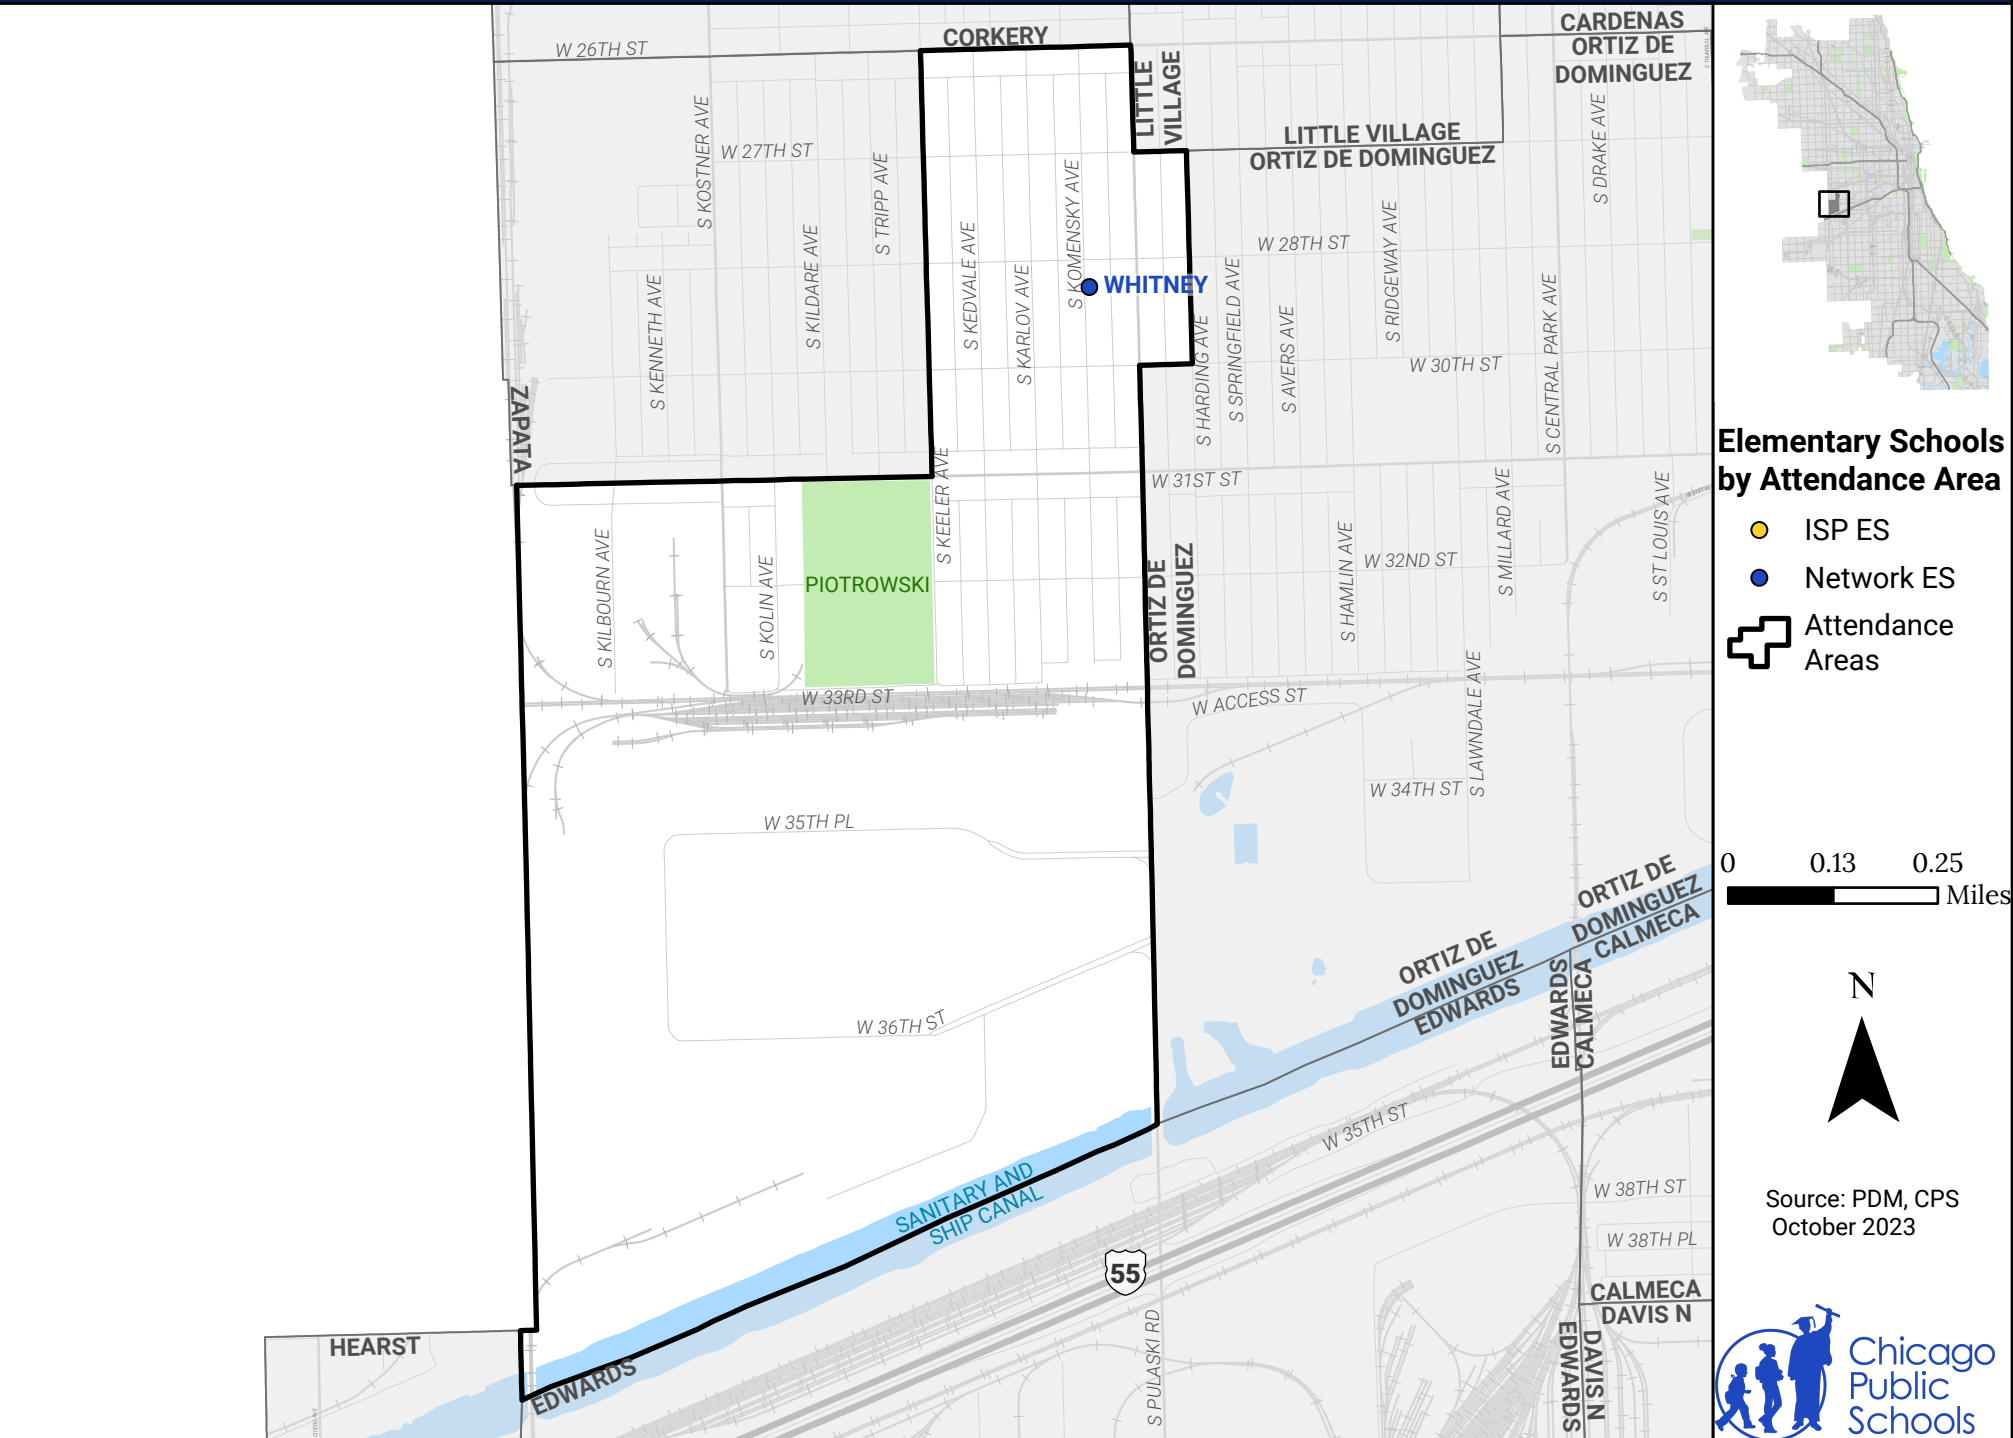 CORKERY
W 26TH ST
CARDENAS
ORTIZ DE
DOMINGUEZ
LITTLE
VILLAGE
LITTLE VILLAGE
ORTIZ DE DOMINGUEZ
S KOSTNER AVE
W 27TH ST
S TRIPP AVE
S KILDARE AVE
S KENNETH AVE
S KEDVALE AVE
S KARLOV AVE
S KOMENSKY AVE
WHITNEY
W 28TH ST
S DRAKE AVE
S RIDGEWAY AVE
S HARDING AVE
S SPRINGFIELD AVE
S AVERS AVE
W 30TH ST
S CENTRAL PARK AVE
ZAPATA
S KEELER AVE
W 31ST ST
PIOTROWSKI
S KILBOURN AVE
S KOLIN AVE
ORTIZ DE
DOMINGUEZ
S HAMLIN AVE
W 32ND ST
S MILLARD AVE
S ST LOUIS AVE
W 33RD ST
W ACCESS ST
S LAWNDALE AVE
W 34TH ST
W 35TH PL
W 36TH ST
ORTIZ DE
DOMINGUEZ
CALMECA
ORTIZ DE
DOMINGUEZ
EDWARDS
EDWARDS
CALMECA
W 35TH ST
SANITARY AND
SHIP CANAL
55
S PULASKI RD
W 38TH ST
W 38TH PL
CALMECA
DAVIS N
EDWARDS
DAVIS N
HEARST
EDWARDS
Elementary Schools
by Attendance Area
ISP ES
Network ES
Attendance
Areas
0 0.13 0.25
Miles
N
Source: PDM, CPS
October 2023
Chicago
Public
Schools